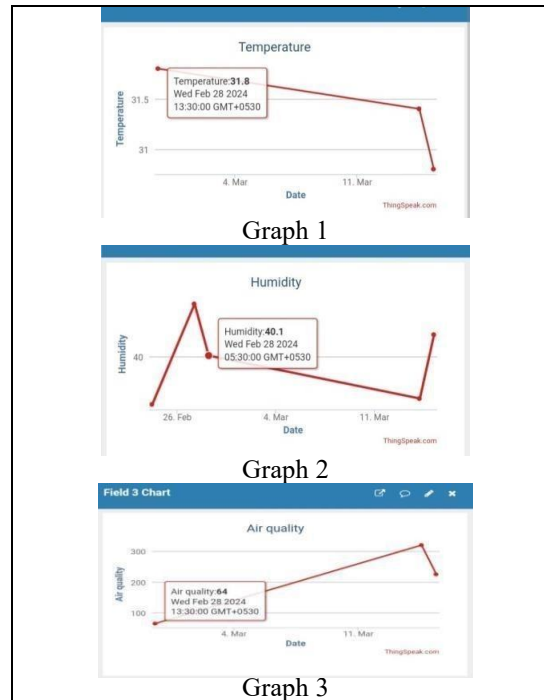 Temperature
31.5
31
Temperature
Temperature:31.8
Wed Feb 28 2024
13:30:00 GMT+0530
4. Mar
11. Mar
Date
ThingSpeak.com
Graph 1
Humidity
40
Humidity
Humidity:40.1
Wed Feb 28 2024
05:30:00 GMT+0530
26. Feb
4. Mar
11. Mar
Date
ThingSpeak.com
Graph 2
Field 3 Chart
Air quality
300
200
100
Air quality
Air quality:64
Wed Feb 28 2024
13:30:00 GMT+0530
4. Mar
11. Mar
Date
ThingSpeak.com
Graph 3